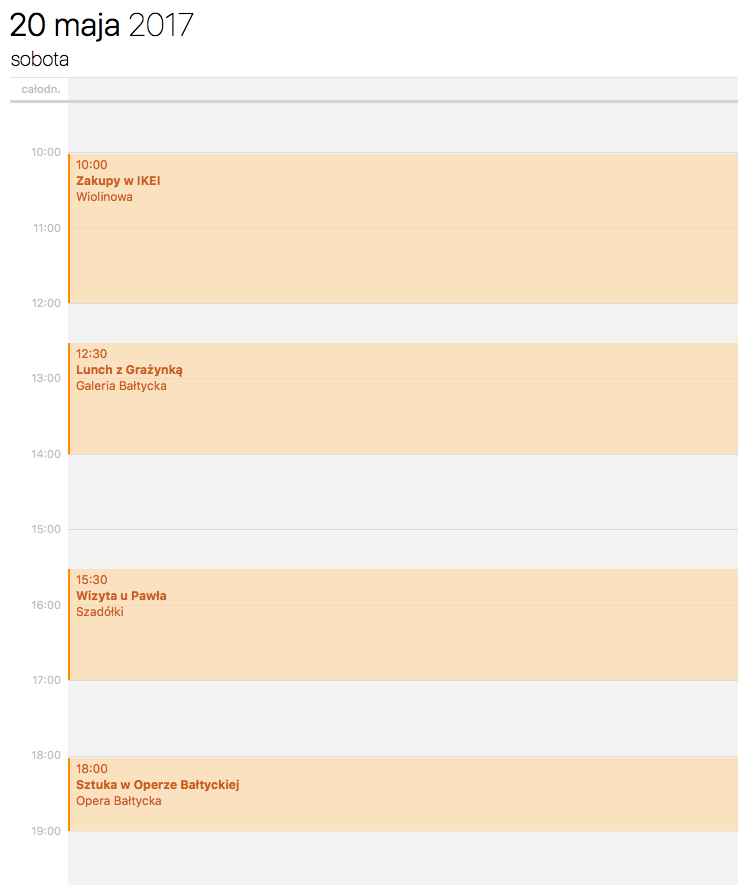 20 maja 2017
sobota
całodn.
10:00
10:00
Zakupy w IKEI
Wiolinowa
11:00
12:00
12:30
Lunch z Grażynką
13:00
Galeria Bałtycka
14:00
15:00
15:30
Wizyta u Pawła
16:00
Szadółki
17:00
18:00
18:00
Sztuka w Operze Bałtyckiej
Opera Bałtycka
19:00